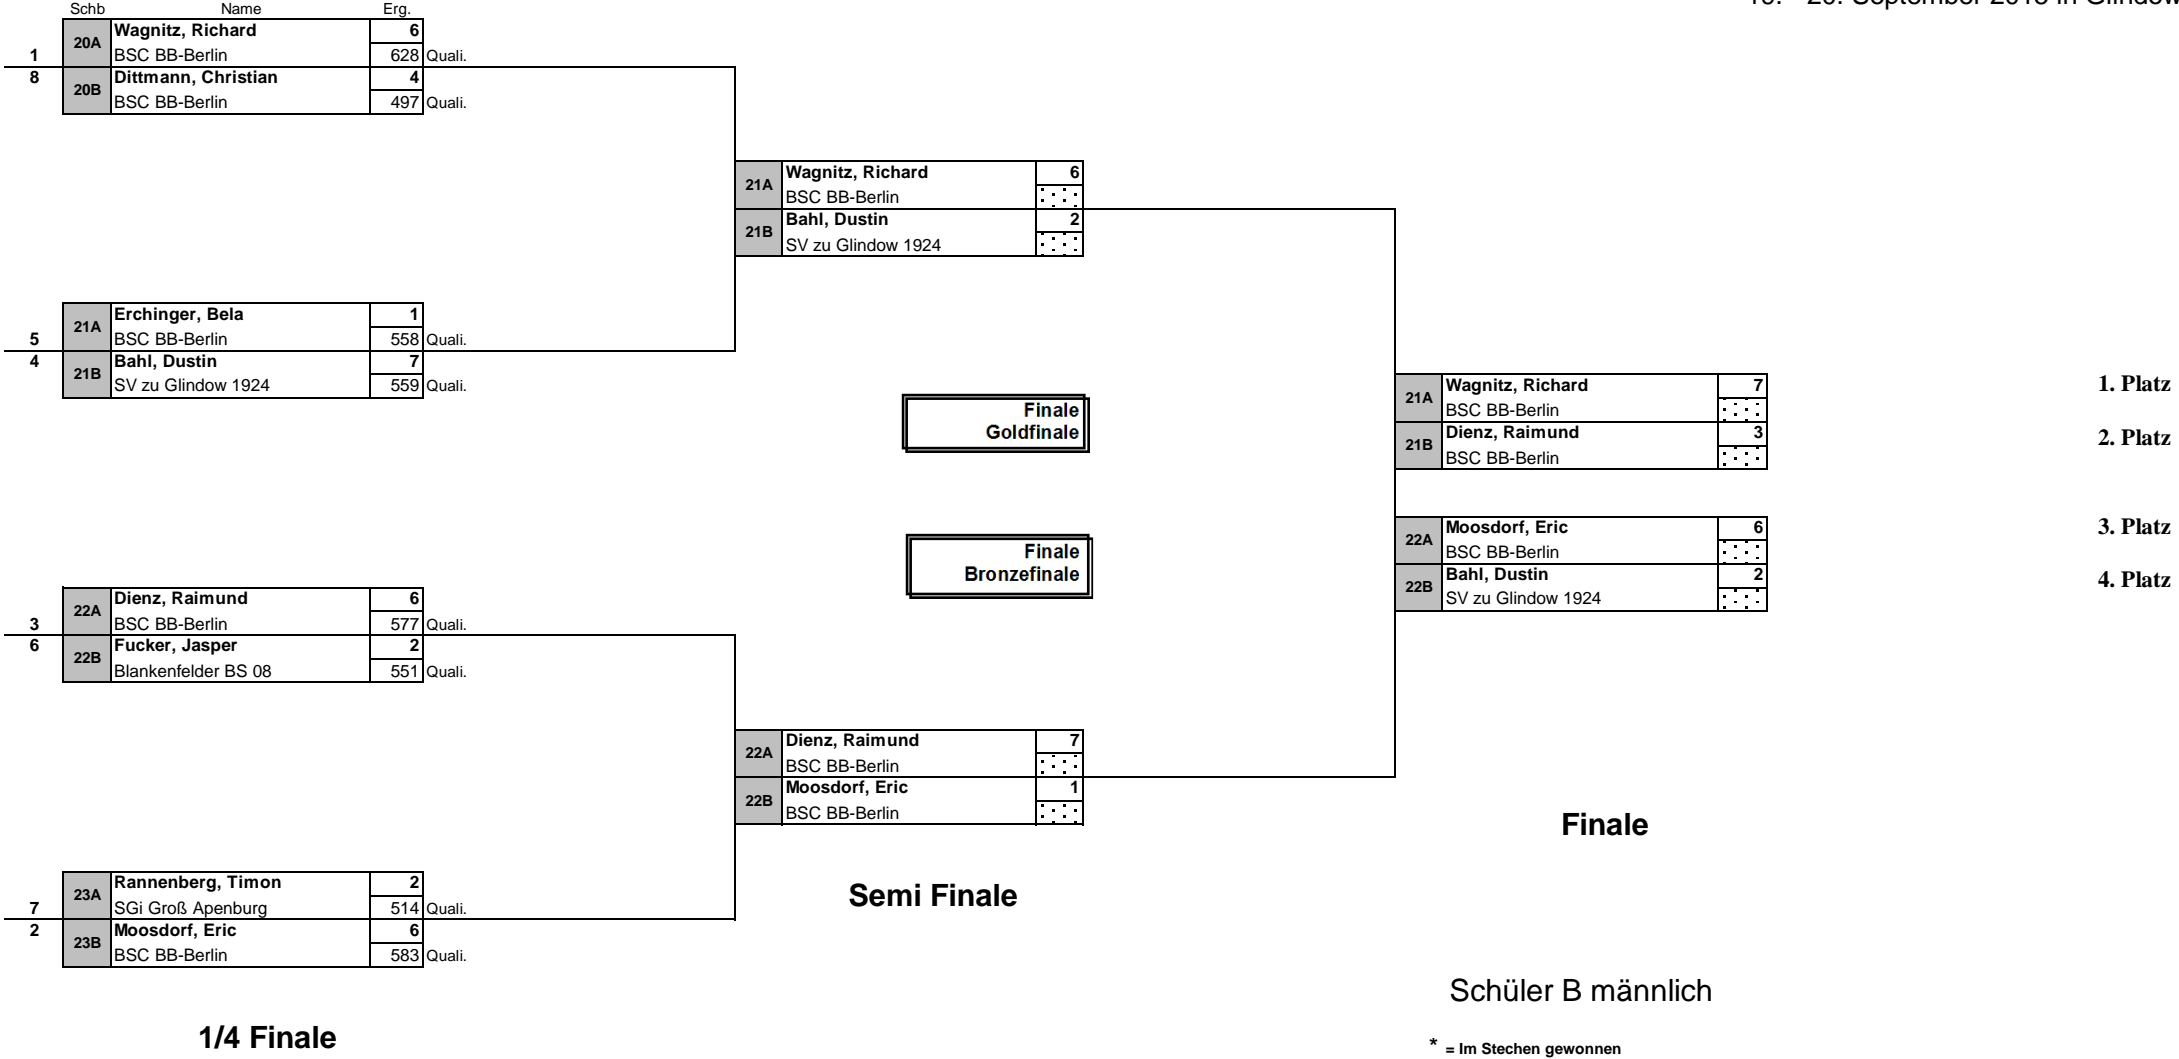 Schb Name Erg.
20A Wagnitz, Richard 6
1 BSC BB-Berlin 628 Quali.
8 20B Dittmann, Christian 4
BSC BB-Berlin 497 Quali.
21A Wagnitz, Richard 6
BSC BB-Berlin
21B Bahl, Dustin 2
SV zu Glindow 1924
21A Erchinger, Bela 1
5 BSC BB-Berlin 558 Quali.
4 21B Bahl, Dustin 7
SV zu Glindow 1924 559 Quali.
Finale
Goldfinale
21A Wagnitz, Richard 7 1. Platz
BSC BB-Berlin
21B Dienz, Raimund 3 2. Platz
BSC BB-Berlin
Finale
Bronzefinale
22A Moosdorf, Eric 6 3. Platz
BSC BB-Berlin
22B Bahl, Dustin 2 4. Platz
SV zu Glindow 1924
22A Dienz, Raimund 6
3 BSC BB-Berlin 577 Quali.
6 22B Fucker, Jasper 2
Blankenfelder BS 08 551 Quali.
22A Dienz, Raimund 7
BSC BB-Berlin
22B Moosdorf, Eric 1
BSC BB-Berlin
Finale
23A Rannenberg, Timon 2
7 SGi Groß Apenburg 514 Quali.
2 23B Moosdorf, Eric 6
BSC BB-Berlin 583 Quali.
Semi Finale
Schüler B männlich
1/4 Finale
* = Im Stechen gewonnen